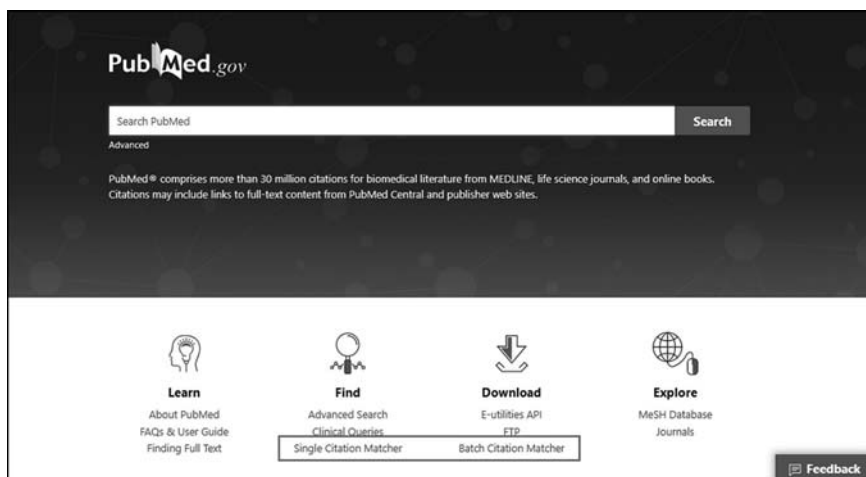 PubMed.gov
Search PubMed
Search
Advanced
PubMed® comprises more than 30 million citations for biomedical literature from MEDLINE, life science journals, and online books.
Citations may include links to full-text content from PubMed Central and publisher web sites.
Learn
About PubMed
FAQs & User Guide
Finding Full Text
Find
Advanced Search
Clinical Queries
Single Citation Matcher
Download
E-utilities API
FTP
Batch Citation Matcher
Explore
MeSH Database
Journals
Feedback